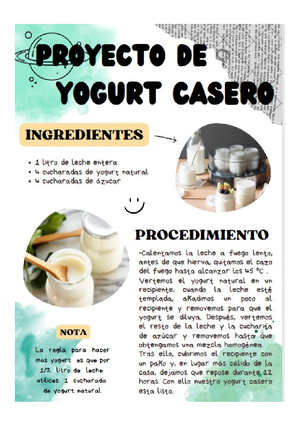 PROYECTO DE
YOGURT CASERO
INGREDIENTES
• 1 litro de leche entera
• 4 cucharadas de yogurt natural
• 4 cucharadas de azucar
PROCEDIMIENTO
"Calentamos la leche a fuego lento,
antes de que hierva, quitamos el cazo
del fuego hasta alcanzar los 45 ºC .
Vertemos el yogurt natural en un
recipiente, cuando la leche esté
templada, añadimos un poco al
recipiente y removemos para que el
yogurt se diluya. Después, vertemos
el resto de la leche y la cucharita
de azúcar y removemos hasta que
obtengamos una mezcla homogénea.
Tras ello, cubrimos el recipiente con
un paño y, en lugar más cálido de la
casa, dejamos que repose durante 12
horas. Con ello nuestro yogurt casero
esta listo.
NOTA
La regla para hacer
mas yogurt es que por
1/2 litro de leche
utilices 1 cucharada
de yogurt natural.